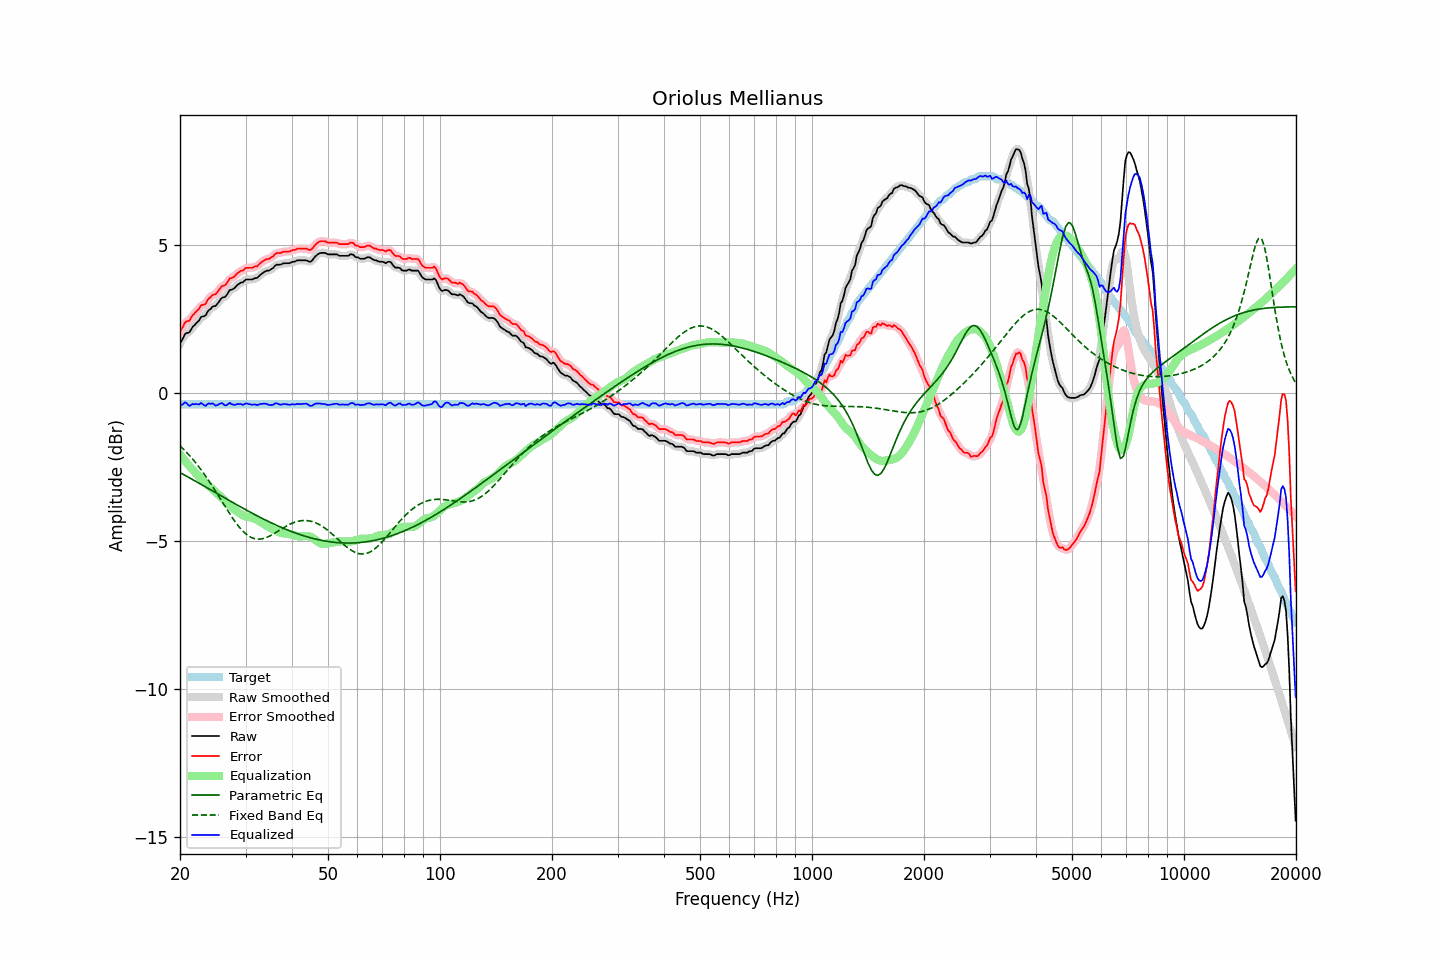 Oriolus Mellianus
Amplitude (dBr)
5
0
−5
−10
−15
Target
Raw Smoothed
Error Smoothed
Raw
Error
Equalization
Parametric Eq
Fixed Band Eq
Equalized
20 50 100 200 500 1000 2000 5000 10000 20000
Frequency (Hz)